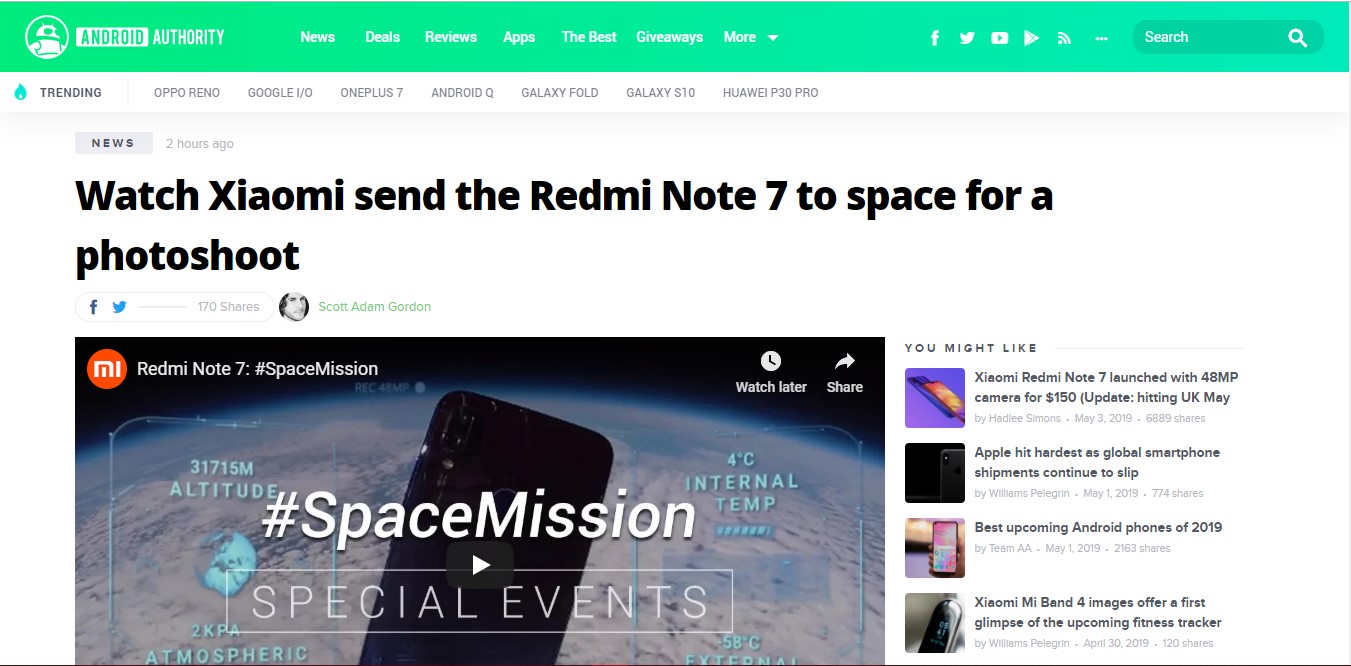 ANDROID AUTHORITY
News Deals Reviews Apps The Best Giveaways More
Search
TRENDING OPPO RENO GOOGLE I/O ONEPLUS 7 ANDROID Q GALAXY FOLD GALAXY S10 HUAWEI P30 PRO
NEWS 2 hours ago
Watch Xiaomi send the Redmi Note 7 to space for a
photoshoot
170 Shares Scott Adam Gordon
Redmi Note 7: #SpaceMission
Watch later Share
REC 48MP
31715M
ALTITUDE
4°C
INTERNAL
TEMP
#SpaceMission
SPECIAL EVENTS
2KPA
ATMOSPHERIC
-58°C
EXTERNAL
YOU MIGHT LIKE
Xiaomi Redmi Note 7 launched with 48MP
camera for $150 (Update: hitting UK May
by Hadlee Simons • May 3, 2019 • 6889 shares
Apple hit hardest as global smartphone
shipments continue to slip
by Williams Pelegrin • May 1, 2019 • 774 shares
Best upcoming Android phones of 2019
by Team AA • May 1, 2019 • 2163 shares
Xiaomi Mi Band 4 images offer a first
glimpse of the upcoming fitness tracker
by Williams Pelegrin • April 30, 2019 • 120 shares